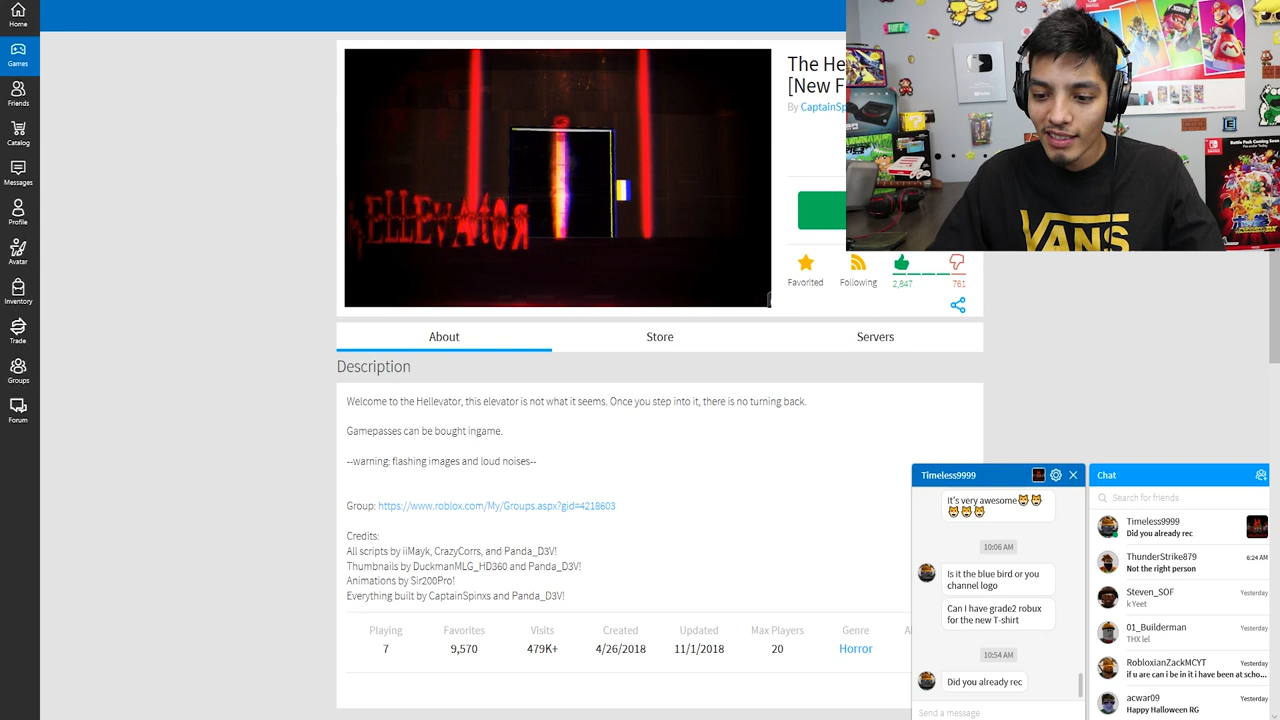 Home
Games
Friends
Catalog
Messages
Profile
Avatar
Inventory
Trade
Groups
Forum
HELLEVATOR
The He
[New F
By CaptainSp
Favorited
Following
2,847
761
About
Store
Servers
Description
Welcome to the Hellevator, this elevator is not what it seems. Once you step into it, there is no turning back.
Gamepasses can be bought ingame.
--warning: flashing images and loud noises--
Group: https://www.roblox.com/My/Groups.aspx?gid=4218603
Credits:
All scripts by iiMayk, CrazyCorrs, and Panda_D3V!
Thumbnails by DuckmanMLG_HD360 and Panda_D3V!
Animations by Sir200Pro!
Everything built by CaptainSpinxs and Panda_D3V!
Playing
Favorites
Visits
Created
Updated
Max Players
Genre
7
9,570
479K+
4/26/2018
11/1/2018
20
Horror
VANS
Timeless9999
It's very awesome
10:06 AM
Is it the blue bird or you
channel logo
Can I have grade2 robux
for the new T-shirt
10:54 AM
Did you already rec
Send a message
Chat
Search for friends
Timeless9999
Did you already rec
ThunderStrike879
6:24 AM
Not the right person
Steven_SOF
Yesterday
k Yeet
01_Builderman
Yesterday
THX lel
RobloxianZackMCYT
Yesterday
if u are can i be in it i have been at scho...
acwar09
Yesterday
Happy Halloween RG